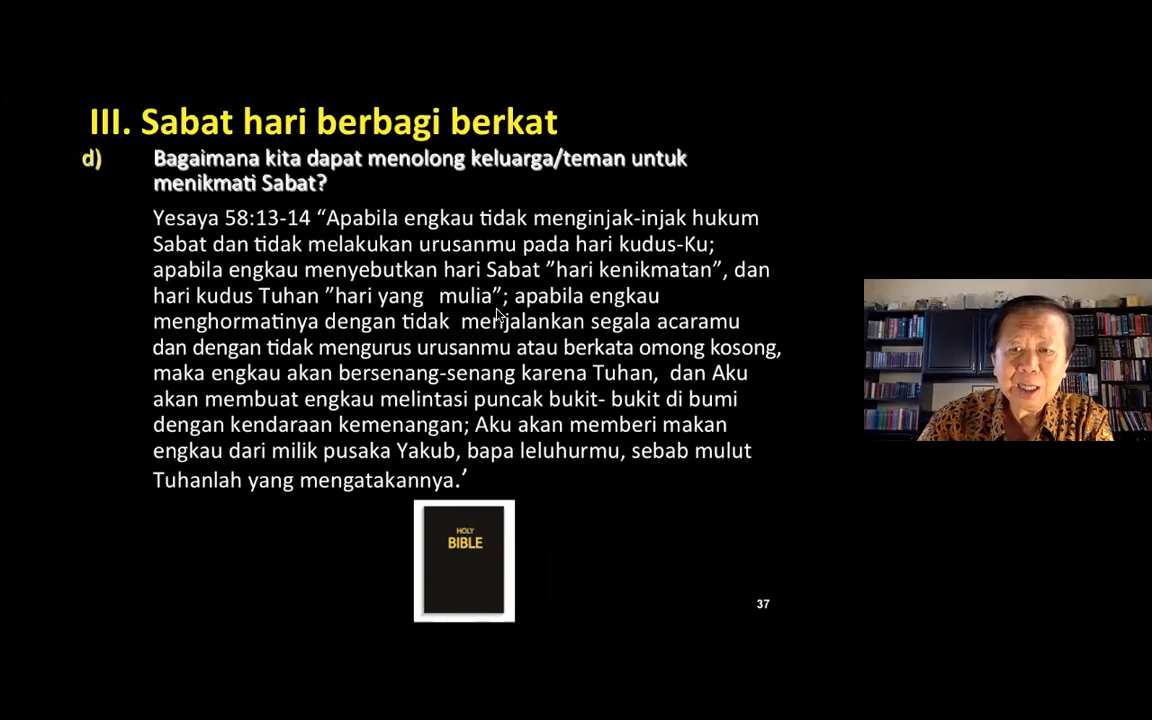 III. Sabat hari berbagi berkat
d) Bagaimana kita dapat menolong keluarga/teman untuk
menikmati Sabat?
Yesaya 58:13-14 “Apabila engkau tidak menginjak-injak hukum
Sabat dan tidak melakukan urusanmu pada hari kudus-Ku;
apabila engkau menyebutkan hari Sabat ”hari kenikmatan”, dan
hari kudus Tuhan ”hari yang mulia”; apabila engkau
menghormatinya dengan tidak menjalankan segala acaramu
dan dengan tidak mengurus urusanmu atau berkata omong kosong,
maka engkau akan bersenang-senang karena Tuhan, dan Aku
akan membuat engkau melintasi puncak bukit- bukit di bumi
dengan kendaraan kemenangan; Aku akan memberi makan
engkau dari milik pusaka Yakub, bapa leluhurmu, sebab mulut
Tuhanlah yang mengatakannya.’
HOLY
BIBLE
37